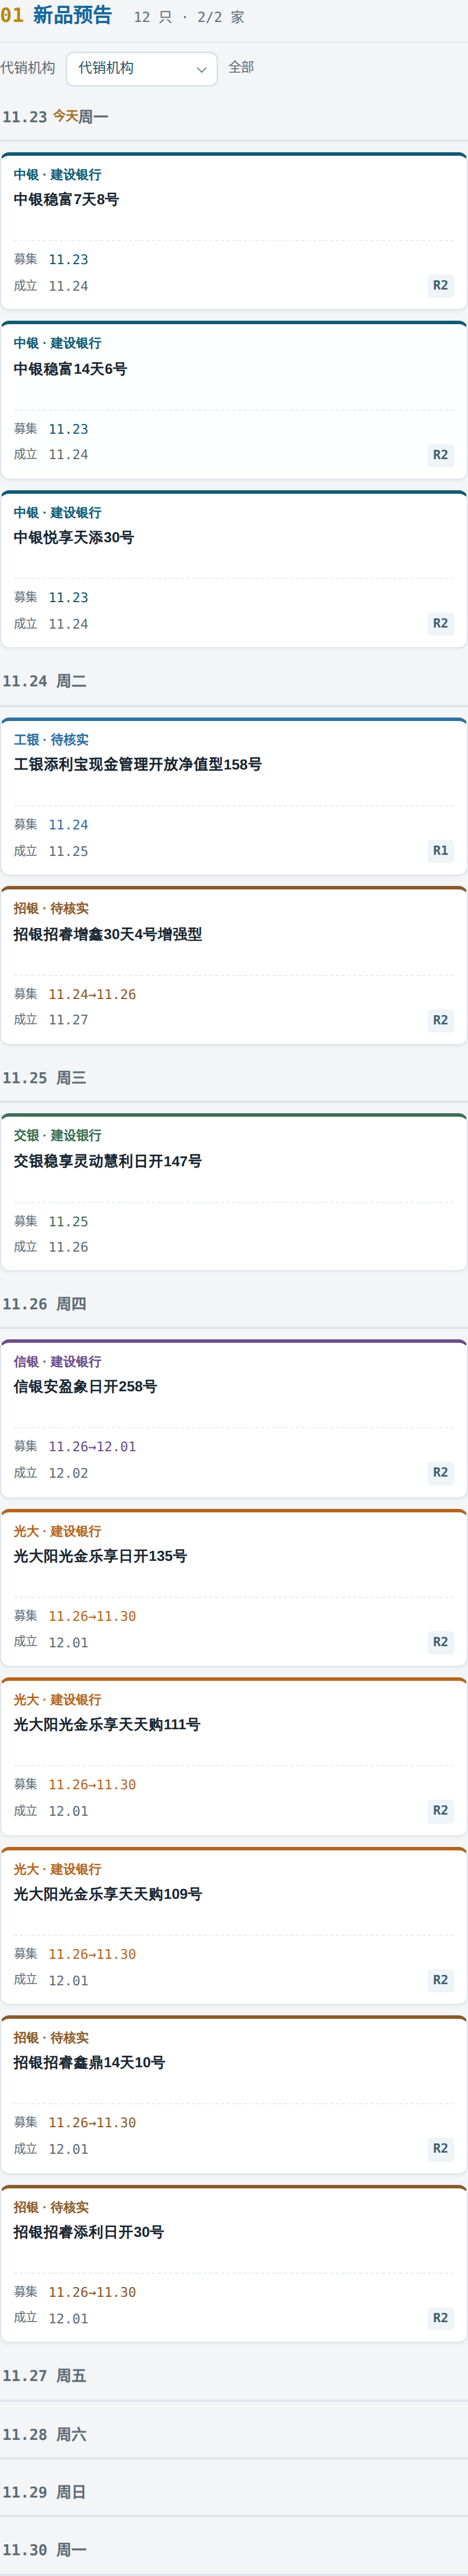 01 新品预告 12 只 · 2/2 家
代销机构 代销机构 全部
11.23 今天周一
中银 · 建设银行
中银稳富7天8号
募集 11.23
成立 11.24 R2
中银 · 建设银行
中银稳富14天6号
募集 11.23
成立 11.24 R2
中银 · 建设银行
中银悦享天添30号
募集 11.23
成立 11.24 R2
11.24 周二
工银 · 待核实
工银添利宝现金管理开放净值型158号
募集 11.24
成立 11.25 R1
招银 · 待核实
招银招睿增鑫30天4号增强型
募集 11.24→11.26
成立 11.27 R2
11.25 周三
交银 · 建设银行
交银稳享灵动慧利日开147号
募集 11.25
成立 11.26
11.26 周四
信银 · 建设银行
信银安盈象日开258号
募集 11.26→12.01
成立 12.02 R2
光大 · 建设银行
光大阳光金乐享日开135号
募集 11.26→11.30
成立 12.01 R2
光大 · 建设银行
光大阳光金乐享天天购111号
募集 11.26→11.30
成立 12.01 R2
光大 · 建设银行
光大阳光金乐享天天购109号
募集 11.26→11.30
成立 12.01 R2
招银 · 待核实
招银招睿鑫鼎14天10号
募集 11.26→11.30
成立 12.01 R2
招银 · 待核实
招银招睿添利日开30号
募集 11.26→11.30
成立 12.01 R2
11.27 周五
11.28 周六
11.29 周日
11.30 周一